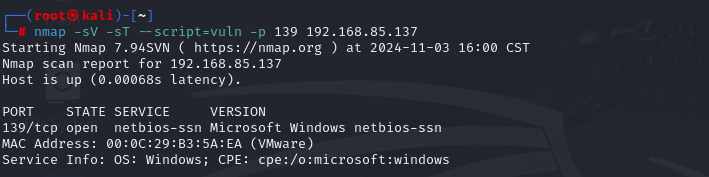 ┌──(root㉿kali)-[~]
└─# nmap -sV -sT --script=vuln -p 139 192.168.85.137
Starting Nmap 7.94SVN ( https://nmap.org ) at 2024-11-03 16:00 CST
Nmap scan report for 192.168.85.137
Host is up (0.00068s latency).

PORT    STATE SERVICE     VERSION
139/tcp open  netbios-ssn Microsoft Windows netbios-ssn
MAC Address: 00:0C:29:B3:5A:EA (VMware)
Service Info: OS: Windows; CPE: cpe:/o:microsoft:windows